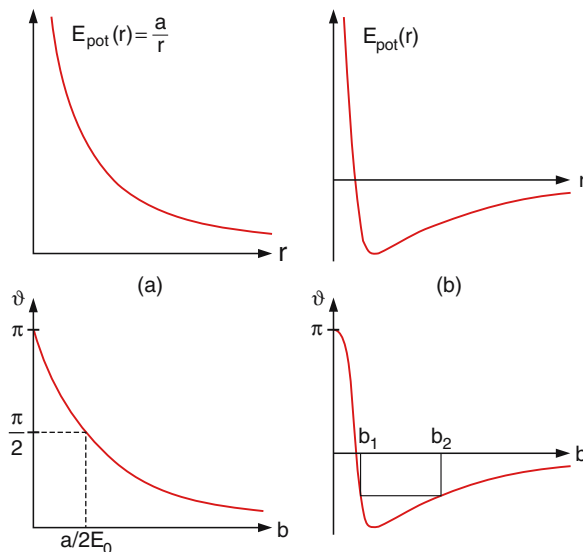 E_pot(r) = a/r
r
E_pot(r)
r
(a)
(b)
ϑ
π
π/2
a/2E_0
b
ϑ
π
b_1
b_2
b